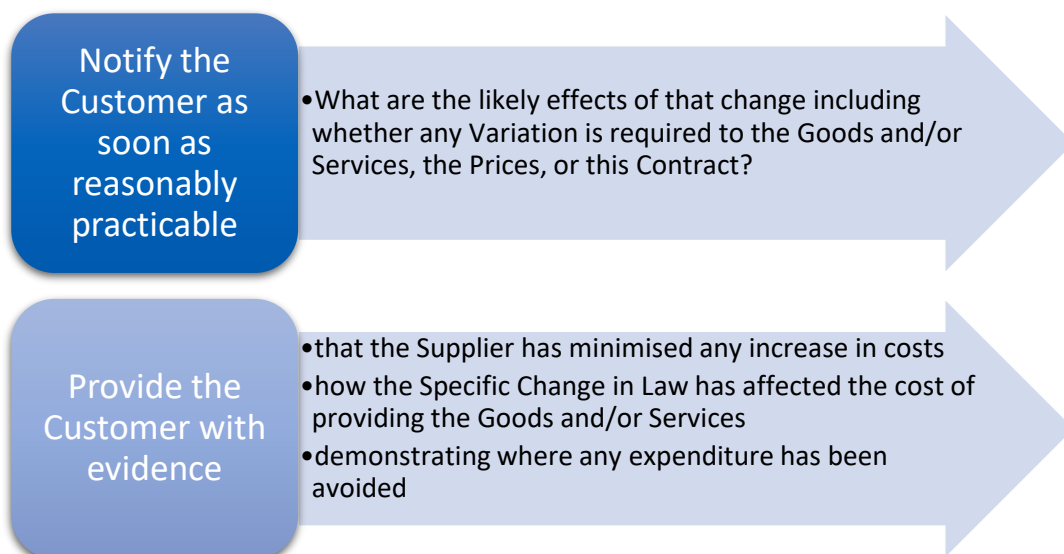 Notify the
Customer as
soon as
reasonably
practicable
•What are the likely effects of that change including
whether any Variation is required to the Goods and/or
Services, the Prices, or this Contract?
Provide the
Customer with
evidence
•that the Supplier has minimised any increase in costs
•how the Specific Change in Law has affected the cost of
providing the Goods and/or Services
•demonstrating where any expenditure has been
avoided